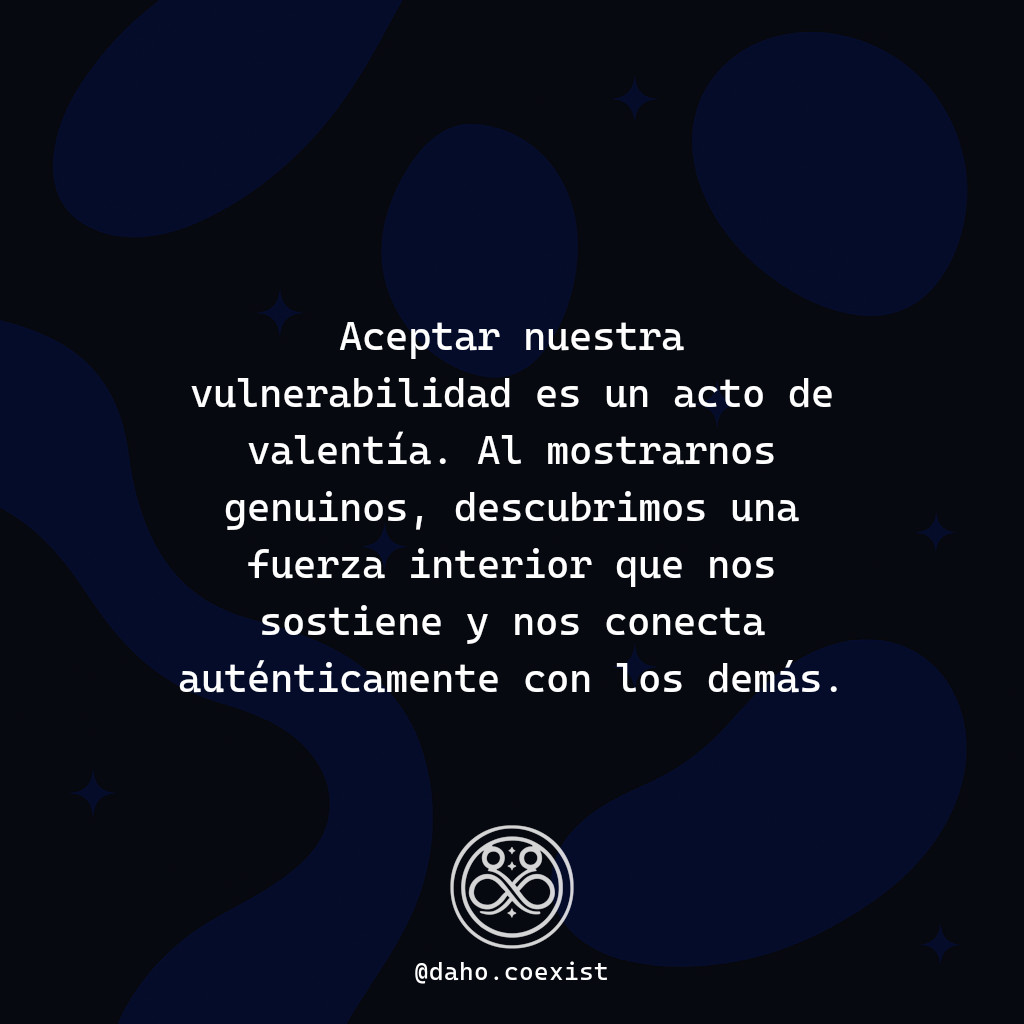 Aceptar nuestra
vulnerabilidad es un acto de
valentía. Al mostrarnos
genuinos, descubrimos una
fuerza interior que nos
sostiene y nos conecta
auténticamente con los demás.
@daho.coexist